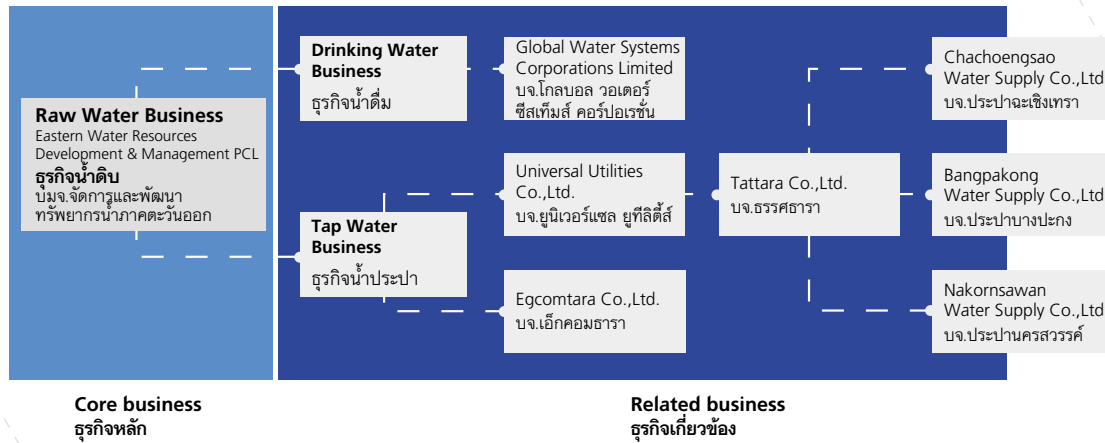 Raw Water Business
Eastern Water Resources
Development & Management PCL
ธุรกิจน้ำดิบ
บมจ.จัดการและพัฒนา
ทรัพยากรน้ำภาคตะวันออก
Drinking Water
Business
ธุรกิจน้ำดื่ม
Global Water Systems
Corporations Limited
บจ.โกลบอล วอเตอร์
ซีสเท็มส์ คอร์ปอเรชั่น
Tap Water
Business
ธุรกิจน้ำประปา
Universal Utilities
Co.,Ltd.
บจ.ยูนิเวอร์แซล ยูทีลิตี้ส์
Egcomtara Co.,Ltd.
บจ.เอ็กคอมธารา
Tattara Co.,Ltd.
บจ.ธรรศธารา
Chachoengsao
Water Supply Co.,Ltd
บจ.ประปาฉะเชิงเทรา
Bangpakong
Water Supply Co.,Ltd
บจ.ประปาบางปะกง
Nakornsawan
Water Supply Co.,Ltd
บจ.ประปานครสวรรค์
Core business
ธุรกิจหลัก
Related business
ธุรกิจเกี่ยวข้อง